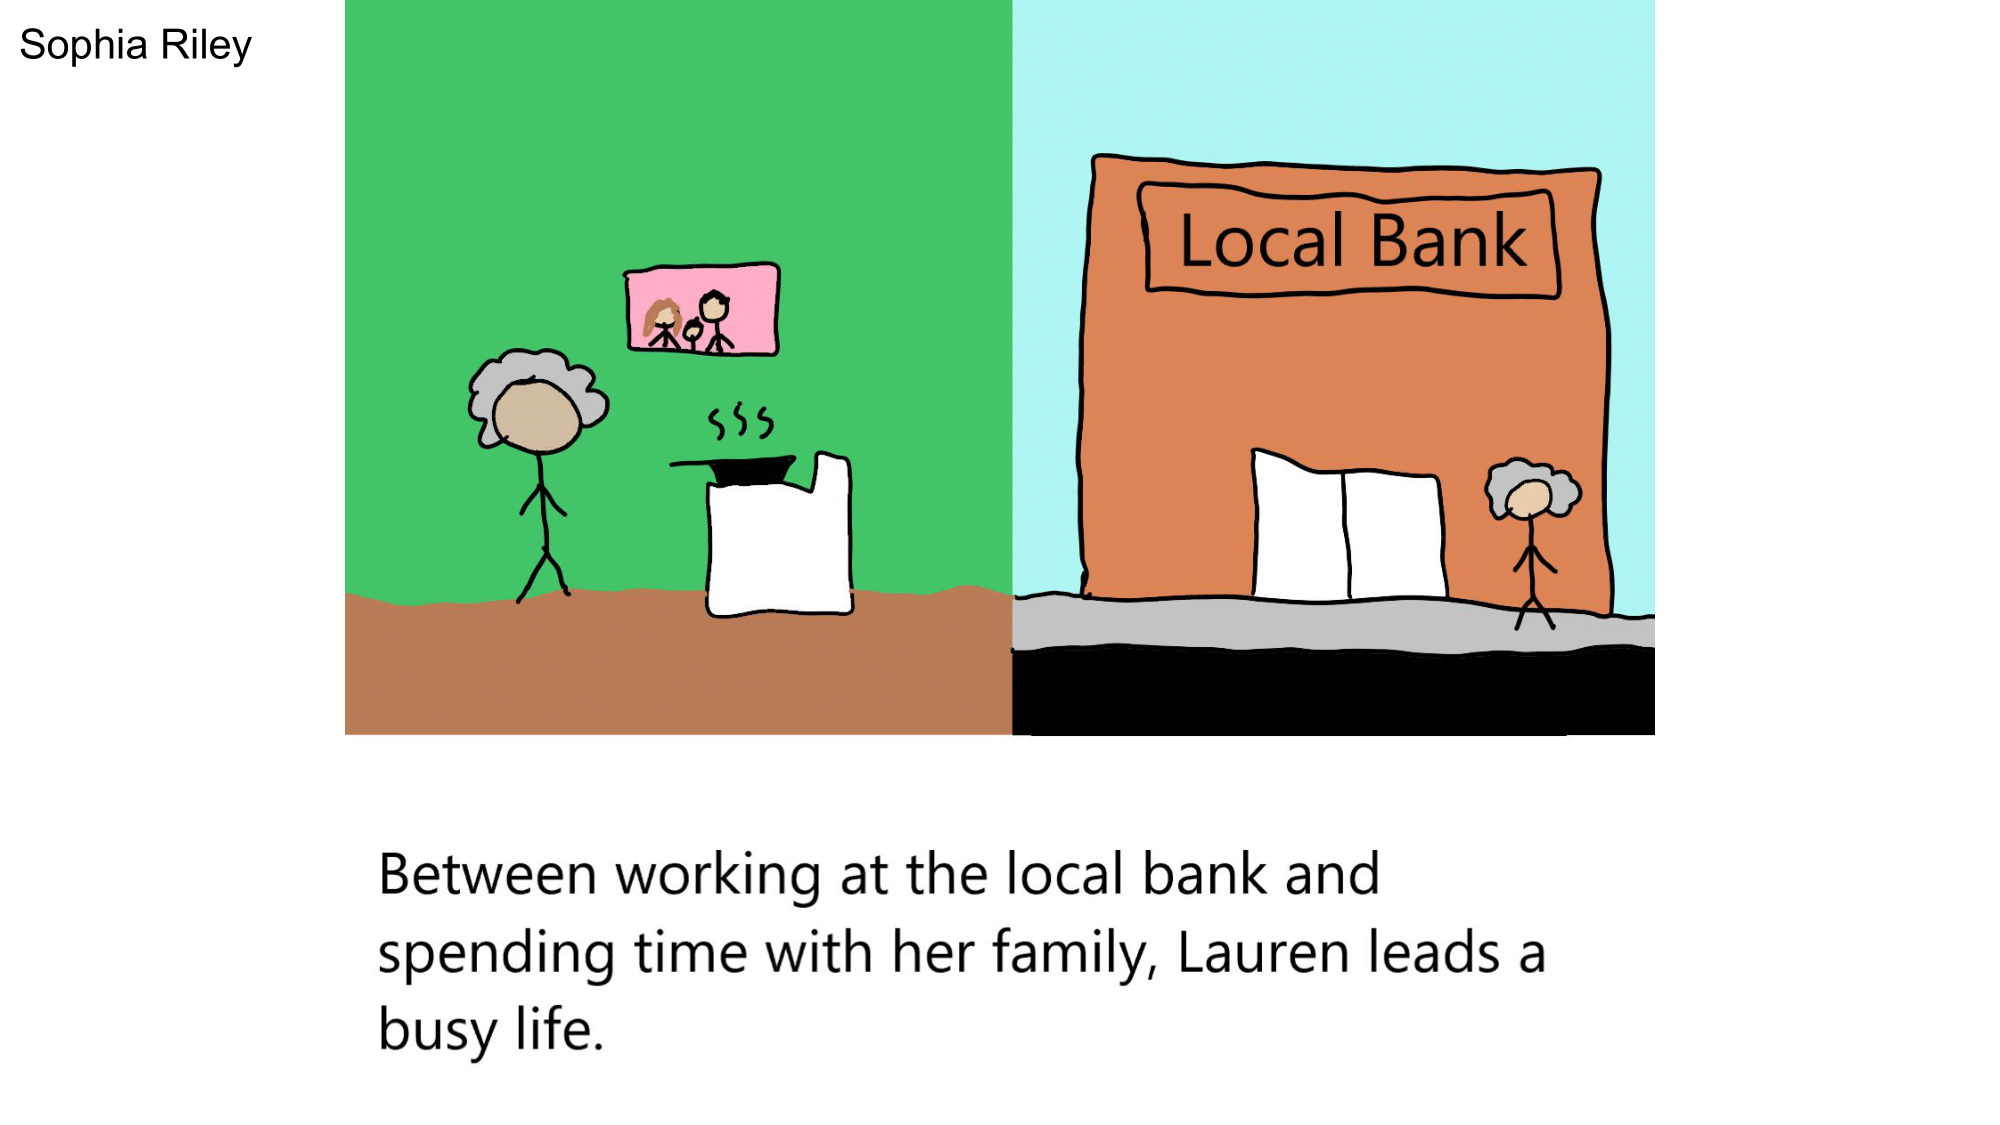 Sophia Riley
Local Bank
Between working at the local bank and
spending time with her family, Lauren leads a
busy life.